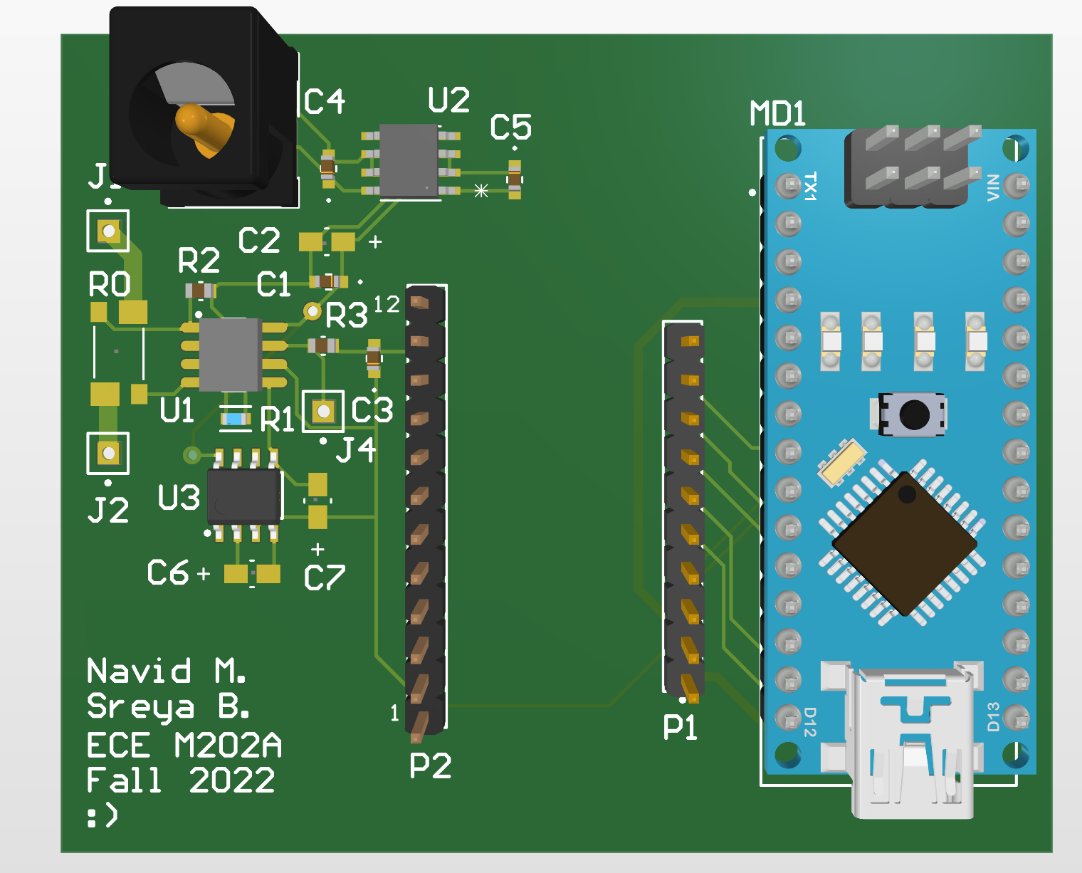 C4
U2
C5
MD1
TX1
VIN
C2
+
R2
R0
C1
R3
12
U1
R1
C3
J4
U3
J2
C6 +
+
C7
Navid M.
Sreya B.
ECE M202A
Fall 2022
:)
1
P2
P1
D12
D13